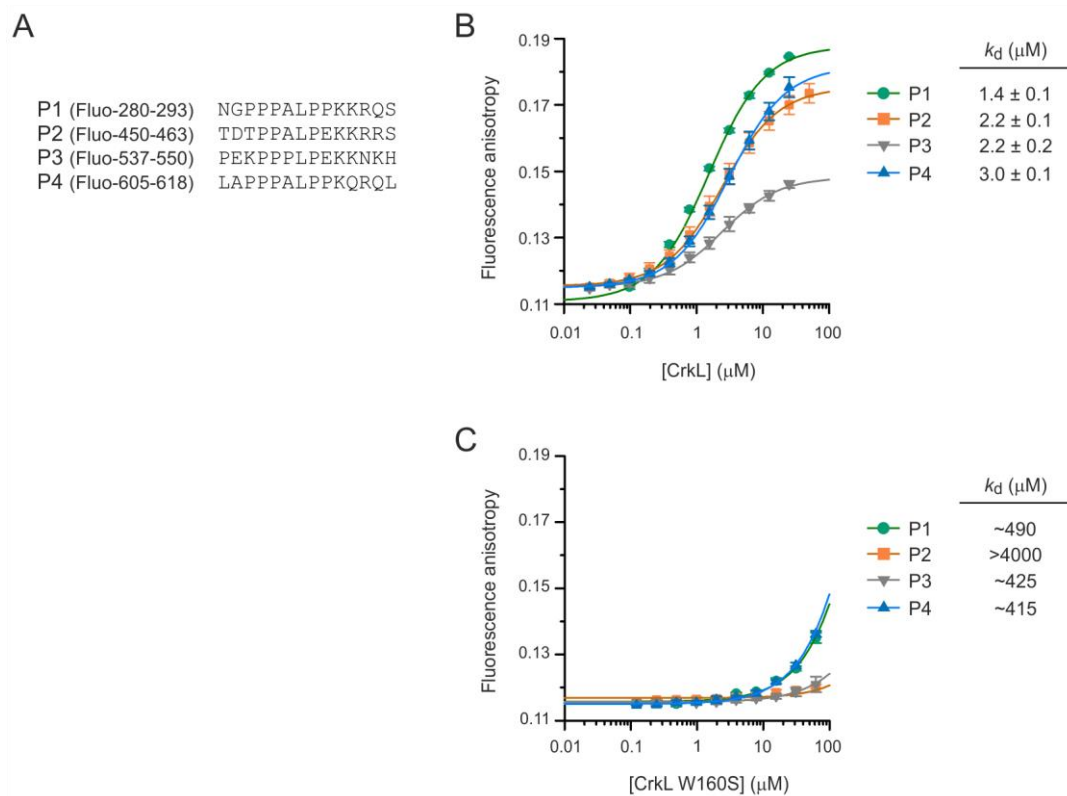 A
P1 (Fluo-280-293) NGPPPALPPKKRQS
P2 (Fluo-450-463) TDTPPALPEKKRRS
P3 (Fluo-537-550) PEKPPPLPEKKNKH
P4 (Fluo-605-618) LAPPPALPPKQRQL
B
Fluorescence anisotropy
0.19
0.17
0.15
0.13
0.11
0.01 0.1 1 10 100
[CrkL] (μM)
kd (μM)
P1 1.4 ± 0.1
P2 2.2 ± 0.1
P3 2.2 ± 0.2
P4 3.0 ± 0.1
C
Fluorescence anisotropy
0.19
0.17
0.15
0.13
0.11
0.01 0.1 1 10 100
[CrkL W160S] (μM)
kd (μM)
P1 ~490
P2 >4000
P3 ~425
P4 ~415